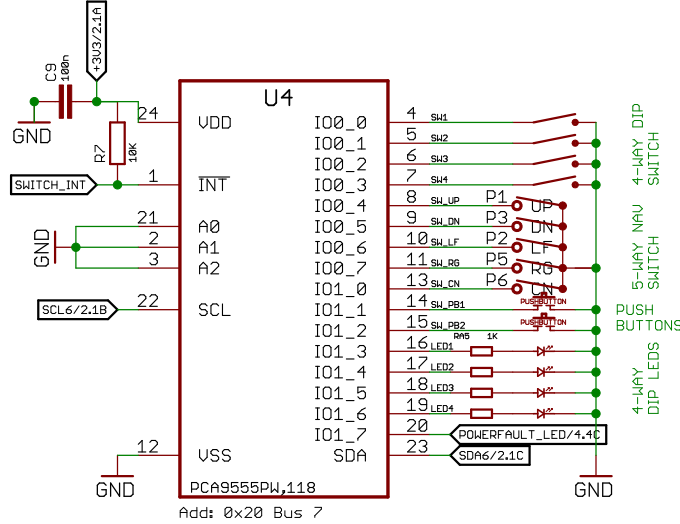 +3V3/2.1A
C9
100n
GND
R7
10K
SWITCH_INT
GND
SCL6/2.1B
GND
U4
24 VDD
1 INT
21 A0
2 A1
3 A2
22 SCL
12 VSS
IO0_0 4 SW1
IO0_1 5 SW2
IO0_2 6 SW3
IO0_3 7 SW4
IO0_4 8 SW_UP P1 UP
IO0_5 9 SW_DN P3 DN
IO0_6 10 SW_LF P2 LF
IO0_7 11 SW_RG P5 RG
IO1_0 13 SW_CN P6 CN
IO1_1 14 SW_PB1 PUSHBUTTON
IO1_2 15 SW_PB2 PUSHBUTTON
RA5 1K
IO1_3 16 LED1
IO1_4 17 LED2
IO1_5 18 LED3
IO1_6 19 LED4
IO1_7 20 POWERFAULT_LED/4.4C
SDA 23 SDA6/2.1C
4-WAY DIP
SWITCH
5-WAY NAV
SWITCH
PUSH
BUTTONS
4-WAY
DIP LEDS
GND
PCA9555PW,118
Add: 0x20 Bus 7